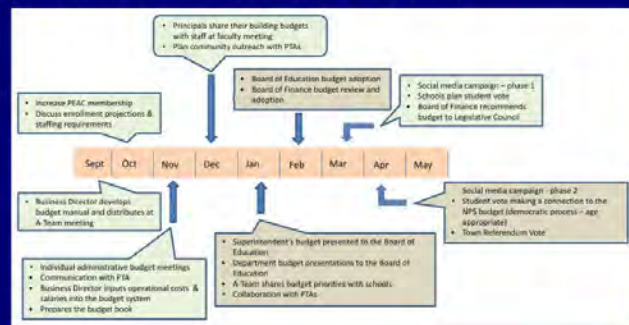 • Principals share their building budgets
with staff at faculty meeting
• Plan community outreach with PTAs
• Board of Education budget adoption
• Board of Finance budget review and
adoption
Social media campaign – phase 1
• Schools plan student vote
• Board of Finance recommends
budget to Legislative Council
• Increase PEAC membership
• Discuss enrollment projections &
staffing requirements
Sept Oct Nov Dec Jan Feb Mar Apr May
• Business Director develops
budget manual and distributes at
A-Team meeting
• Individual administrative budget meetings
• Communication with PTA
• Business Director inputs operational costs &
salaries into the budget system
• Prepares the budget book
• Superintendent's budget presented to the Board of
Education
• Department budget presentations to the Board of
Education
• A-Team shares budget priorities with schools
• Collaboration with PTAs
Social media campaign - phase 2
• Student vote making a connection to the
NPS budget (democratic process – age
appropriate)
• Town Referendum Vote